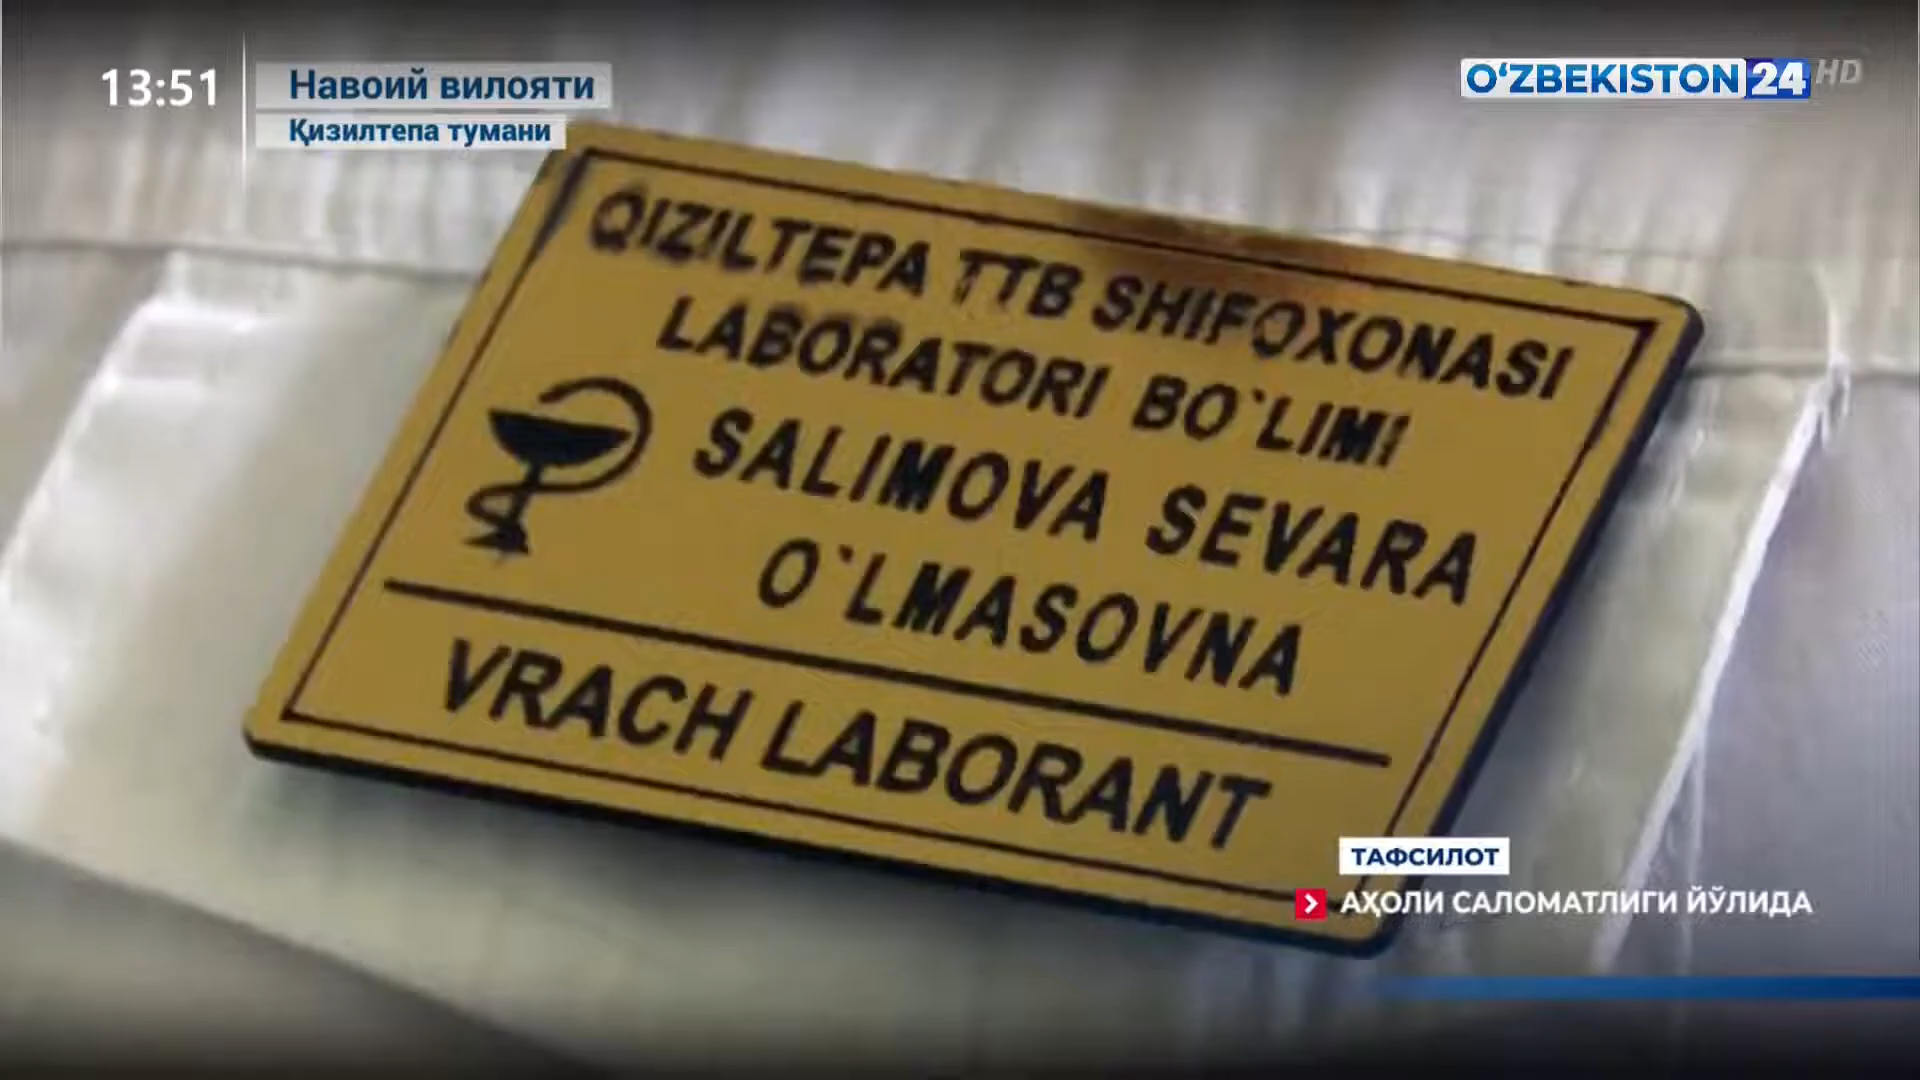 13:51
Навоий вилояти
Қизилтепа тумани
O‘ZBEKISTON 24 HD
QIZILTEPA TTB SHIFOXONASI
LABORATORI BO`LIMI
SALIMOVA SEVARA
O`LMASOVNA
VRACH LABORANT
ТАФСИЛОТ
АҲОЛИ САЛОМАТЛИГИ ЙЎЛИДА